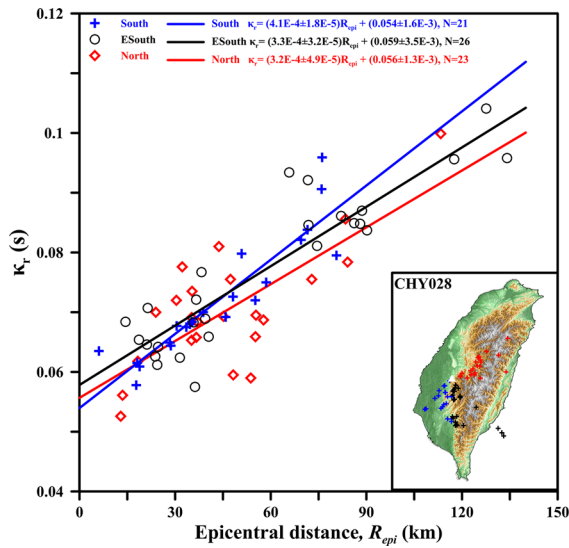 South South κr= (4.1E-4±1.8E-5)Repi + (0.054±1.6E-3), N=21
ESouth ESouth κr= (3.3E-4±3.2E-5)Repi + (0.059±3.5E-3), N=26
North North κr= (3.2E-4±4.9E-5)Repi + (0.056±1.3E-3), N=23
0.12
0.1
0.08
0.06
0.04
κr (s)
CHY028
0 30 60 90 120 150
Epicentral distance, Repi (km)